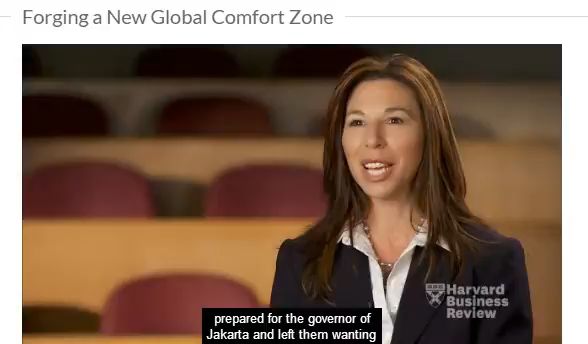 Forging a New Global Comfort Zone
Harvard
Business
Review
prepared for the governor of
Jakarta and left them wanting